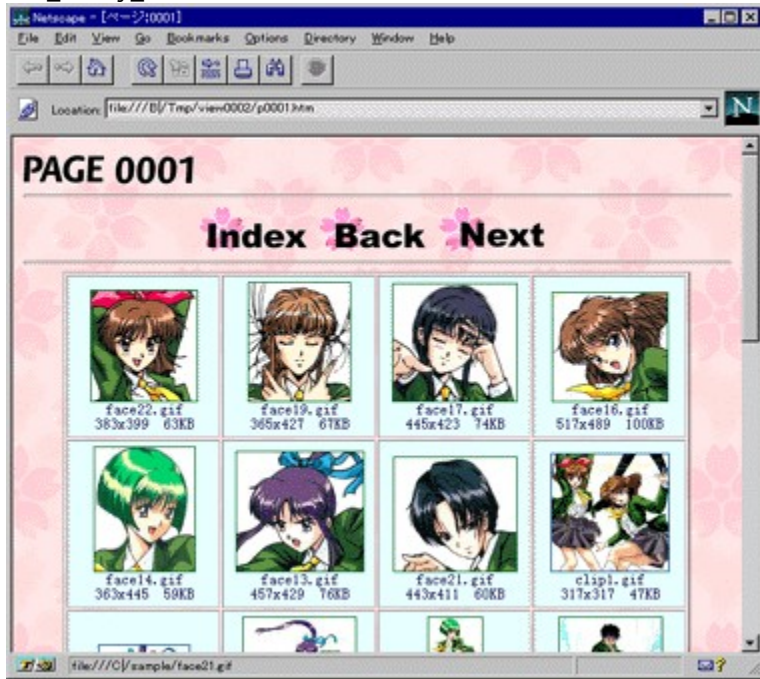 Netscape - [ページ:0001]
File Edit View Go Bookmarks Options Directory Window Help
Location: file:///B|/Tmp/view0002/p0001.htm
N
PAGE 0001
Index Back Next
face22.gif face19.gif face17.gif face16.gif
383x399 63KB 365x427 67KB 445x423 74KB 517x489 100KB
face14.gif face13.gif face21.gif clip1.gif
363x445 59KB 457x429 76KB 443x411 60KB 317x317 47KB
file:///C|/sample/face21.gif